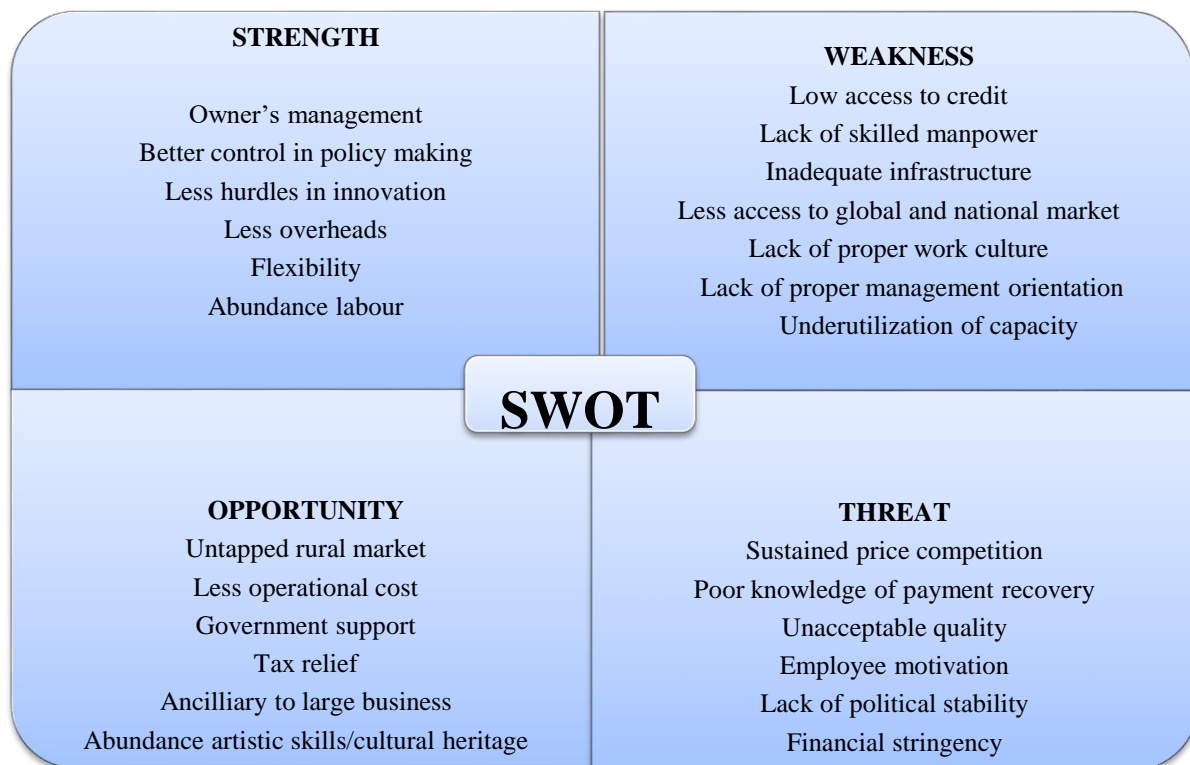 STRENGTH
Owner’s management
Better control in policy making
Less hurdles in innovation
Less overheads
Flexibility
Abundance labour
WEAKNESS
Low access to credit
Lack of skilled manpower
Inadequate infrastructure
Less access to global and national market
Lack of proper work culture
Lack of proper management orientation
Underutilization of capacity
SWOT
OPPORTUNITY
Untapped rural market
Less operational cost
Government support
Tax relief
Ancilliary to large business
Abundance artistic skills/cultural heritage
THREAT
Sustained price competition
Poor knowledge of payment recovery
Unacceptable quality
Employee motivation
Lack of political stability
Financial stringency